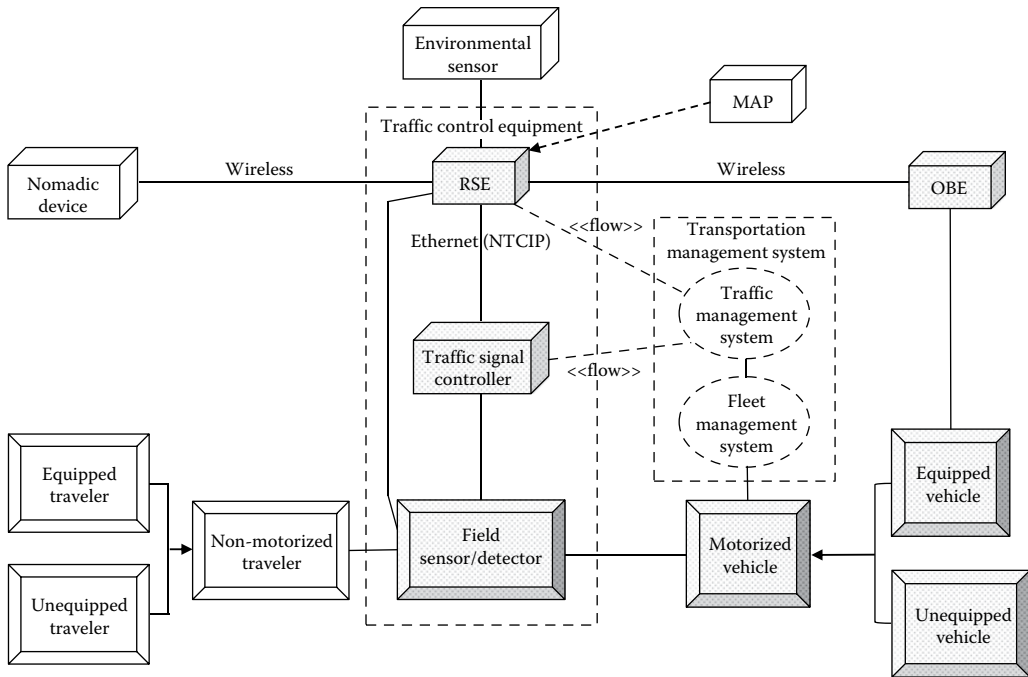 Environmental
sensor
MAP
Traffic control equipment
Nomadic
device
Wireless
RSE
Wireless
OBE
Ethernet (NTCIP)
<<flow>>
Transportation
management system
Traffic
management
system
Traffic signal
controller
<<flow>>
Fleet
management
system
Equipped
traveler
Equipped
vehicle
Non-motorized
traveler
Field
sensor/detector
Motorized
vehicle
Unequipped
traveler
Unequipped
vehicle